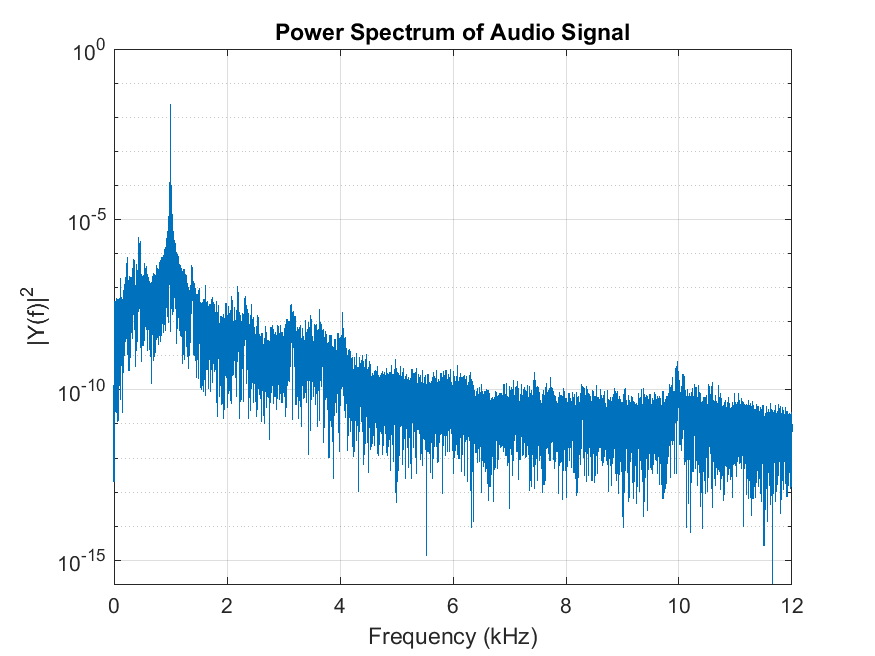 Power Spectrum of Audio Signal
10^0
10^-5
10^-10
10^-15
|Y(f)|^2
0 2 4 6 8 10 12
Frequency (kHz)